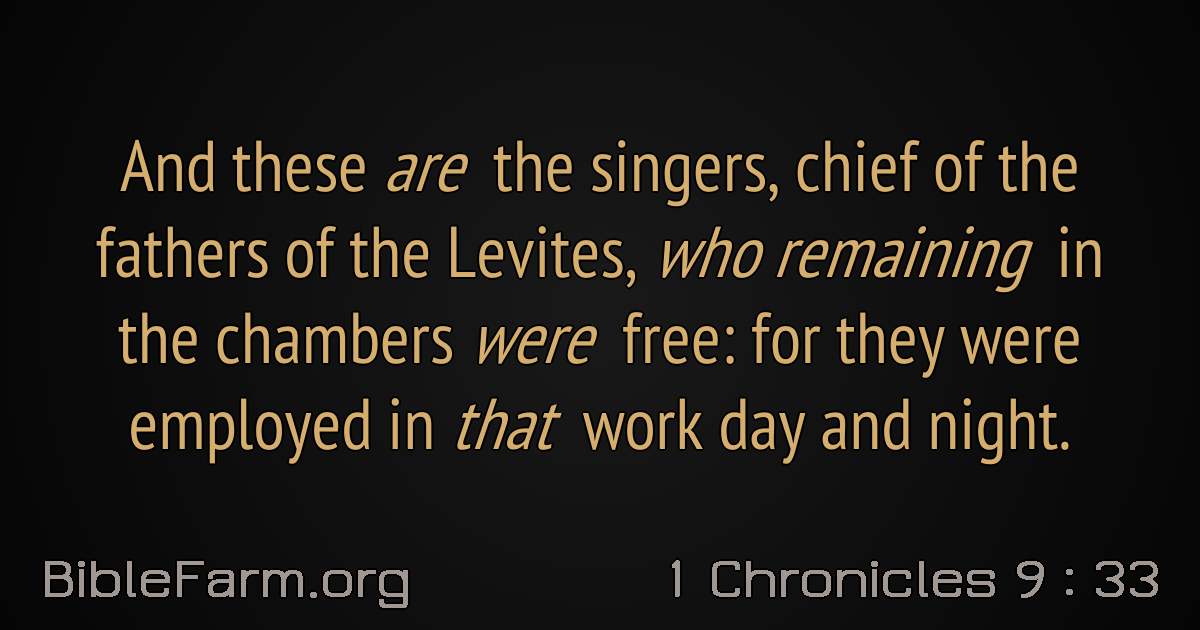 And these are the singers, chief of the
fathers of the Levites, who remaining in
the chambers were free: for they were
employed in that work day and night.
BibleFarm.org
1 Chronicles 9 : 33